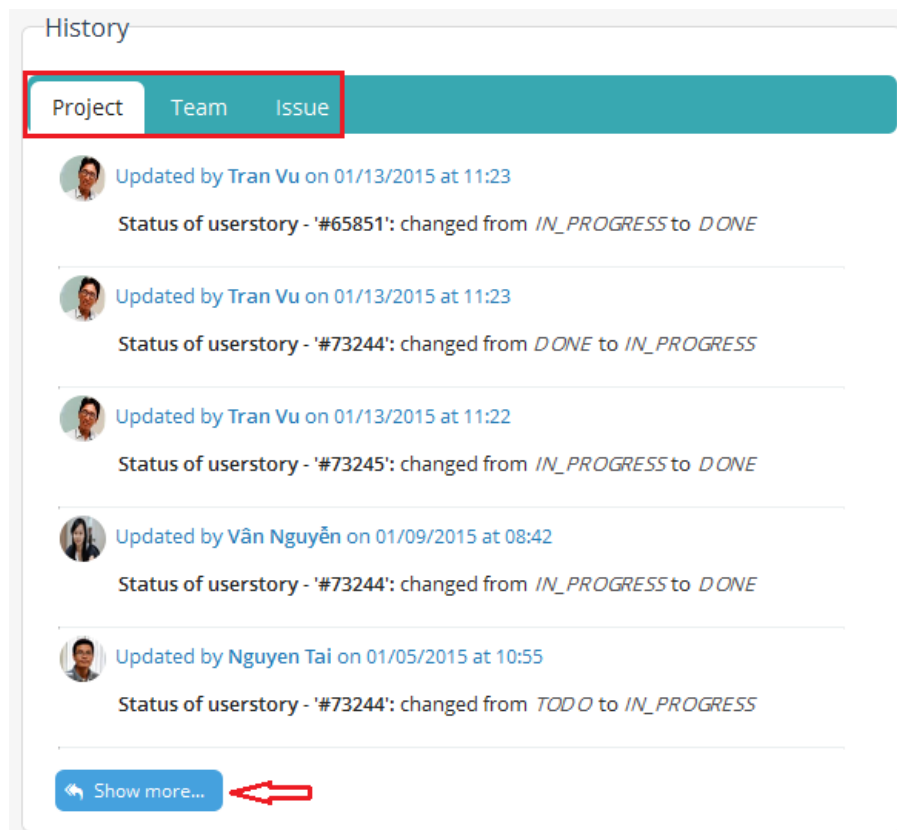 History
Project Team Issue
Updated by Tran Vu on 01/13/2015 at 11:23
Status of userstory - '#65851': changed from IN_PROGRESS to DONE
Updated by Tran Vu on 01/13/2015 at 11:23
Status of userstory - '#73244': changed from DONE to IN_PROGRESS
Updated by Tran Vu on 01/13/2015 at 11:22
Status of userstory - '#73245': changed from IN_PROGRESS to DONE
Updated by Vân Nguyễn on 01/09/2015 at 08:42
Status of userstory - '#73244': changed from IN_PROGRESS to DONE
Updated by Nguyen Tai on 01/05/2015 at 10:55
Status of userstory - '#73244': changed from TODO to IN_PROGRESS
Show more...